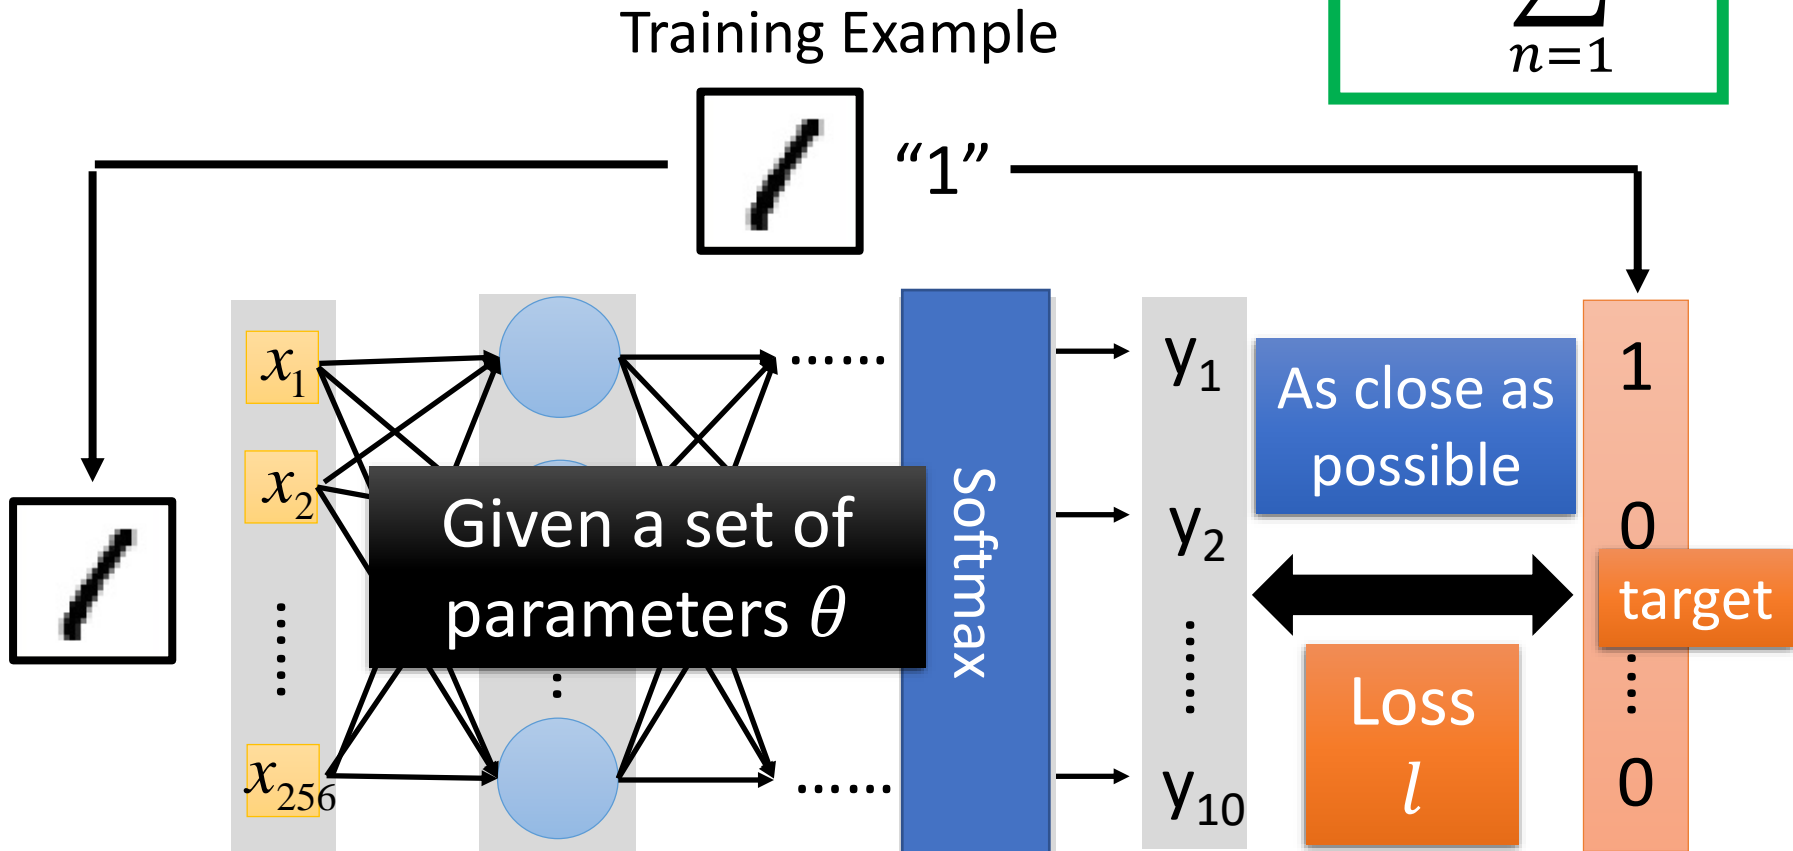 Training Example
∑
n=1
“1”
x₁
x₂
⋮
x₂₅₆
Given a set of
parameters θ
……
……
Softmax
y₁
y₂
⋮
y₁₀
As close as
possible
Loss
l
1
0
target
⋮
0